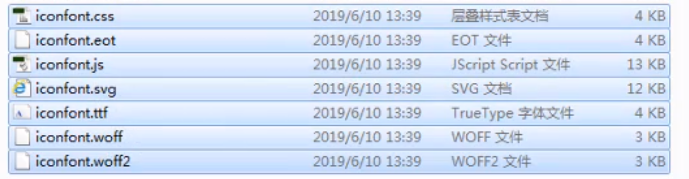 iconfont.css 2019/6/10 13:39 层叠样式表文档 4 KB
iconfont.eot 2019/6/10 13:39 EOT 文件 4 KB
iconfont.js 2019/6/10 13:39 JScript Script 文件 13 KB
iconfont.svg 2019/6/10 13:39 SVG 文档 12 KB
iconfont.ttf 2019/6/10 13:39 TrueType 字体文件 4 KB
iconfont.woff 2019/6/10 13:39 WOFF 文件 3 KB
iconfont.woff2 2019/6/10 13:39 WOFF2 文件 3 KB